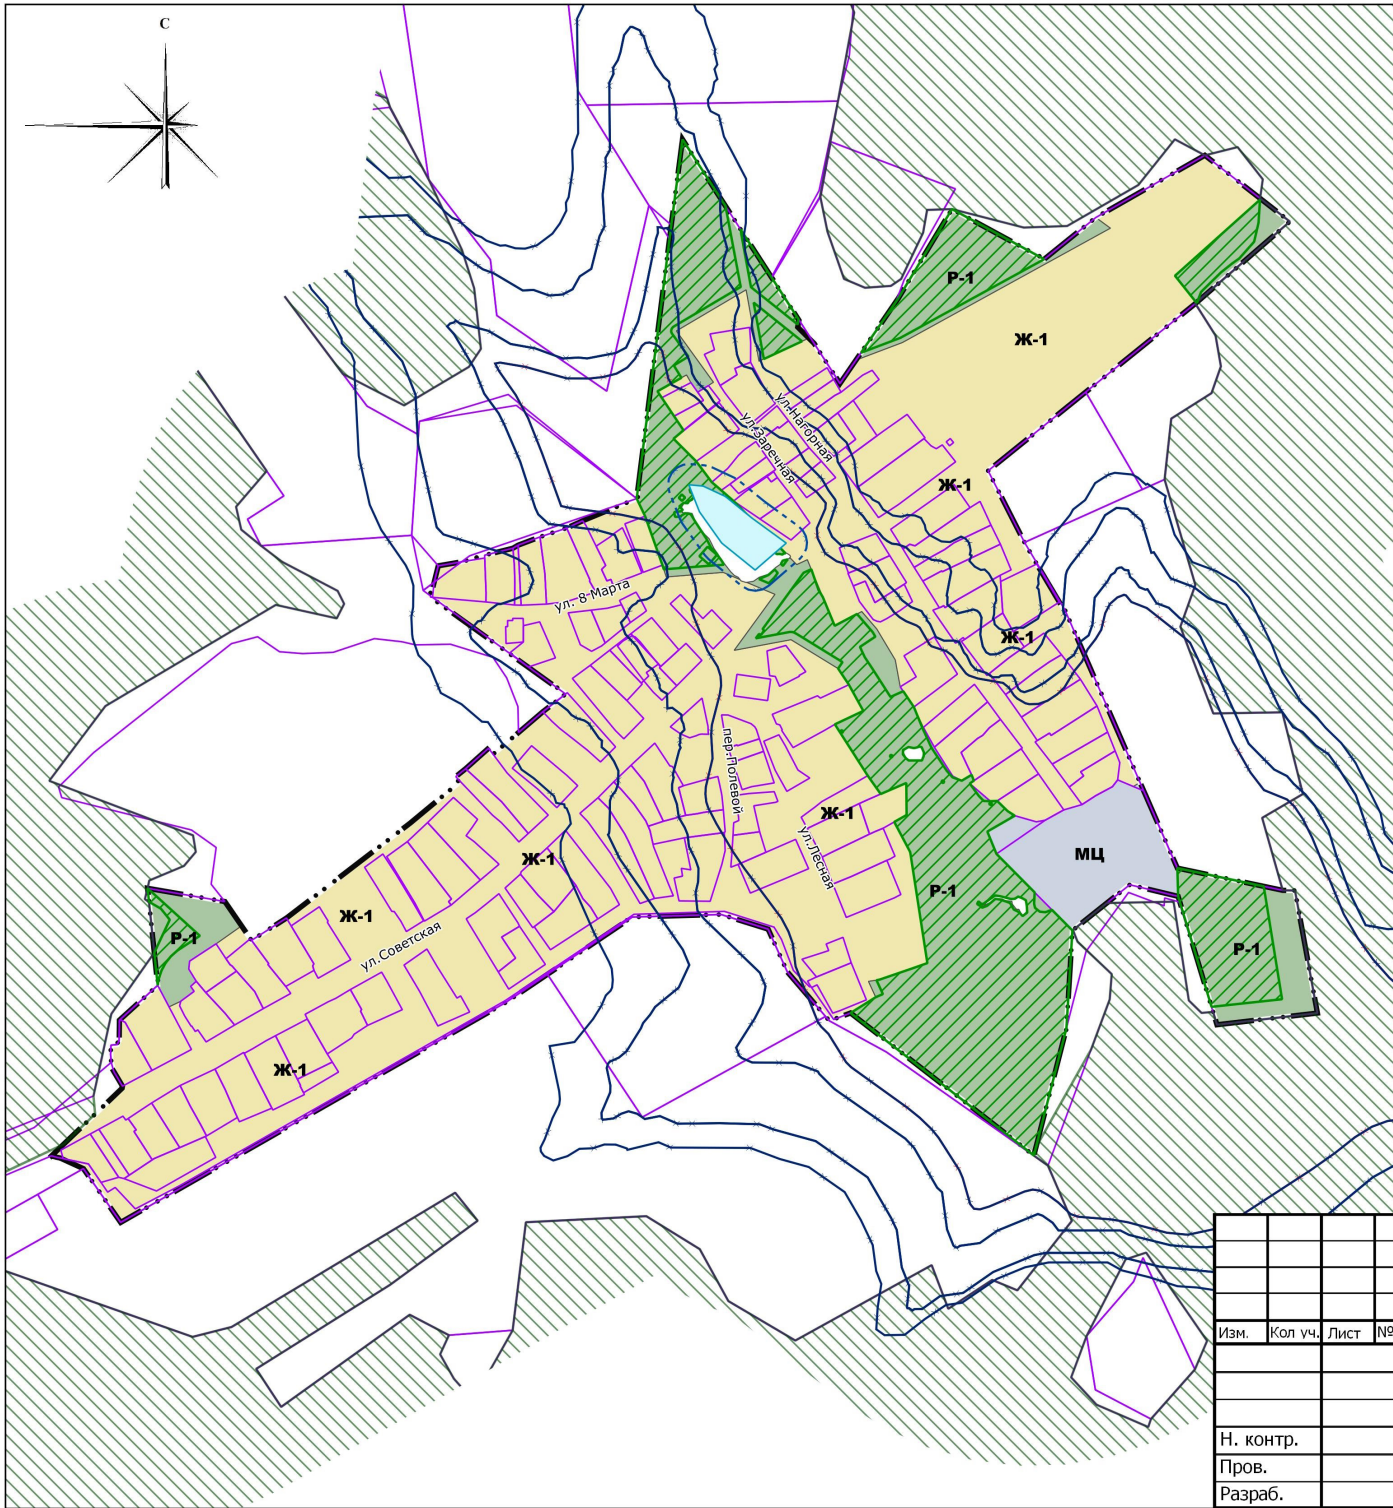 С
Р-1
Ж-1
ул.Нагорная
ул.Заречная
Ж-1
ул. 8 Марта
Ж-1
пер.Полевой
Ж-1
ул.Лесная
МЦ
Ж-1
Р-1
Ж-1
ул.Советская
Р-1
Р-1
Ж-1
Изм. Кол уч. Лист №
Н. контр.
Пров.
Разраб.